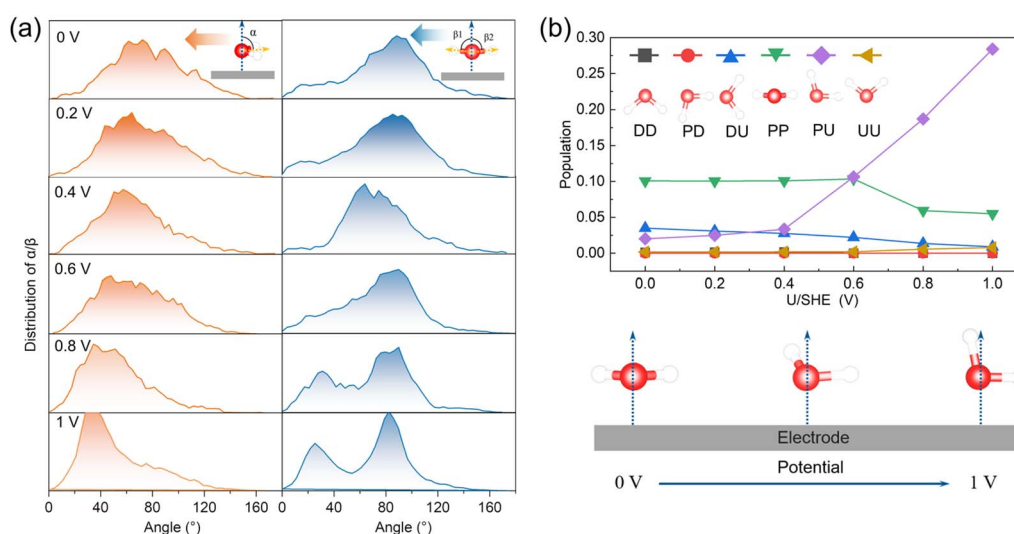 (a)
Distribution of α/β
0 V
α
β1 β2
0.2 V
0.4 V
0.6 V
0.8 V
1 V
0 40 80 120 160
0 40 80 120 160
Angle (°)
Angle (°)
(b)
Population
0.30
0.25
0.20
0.15
0.10
0.05
0.00
DD PD DU PP PU UU
0.0 0.2 0.4 0.6 0.8 1.0
U/SHE (V)
Electrode
Potential
0 V 1 V